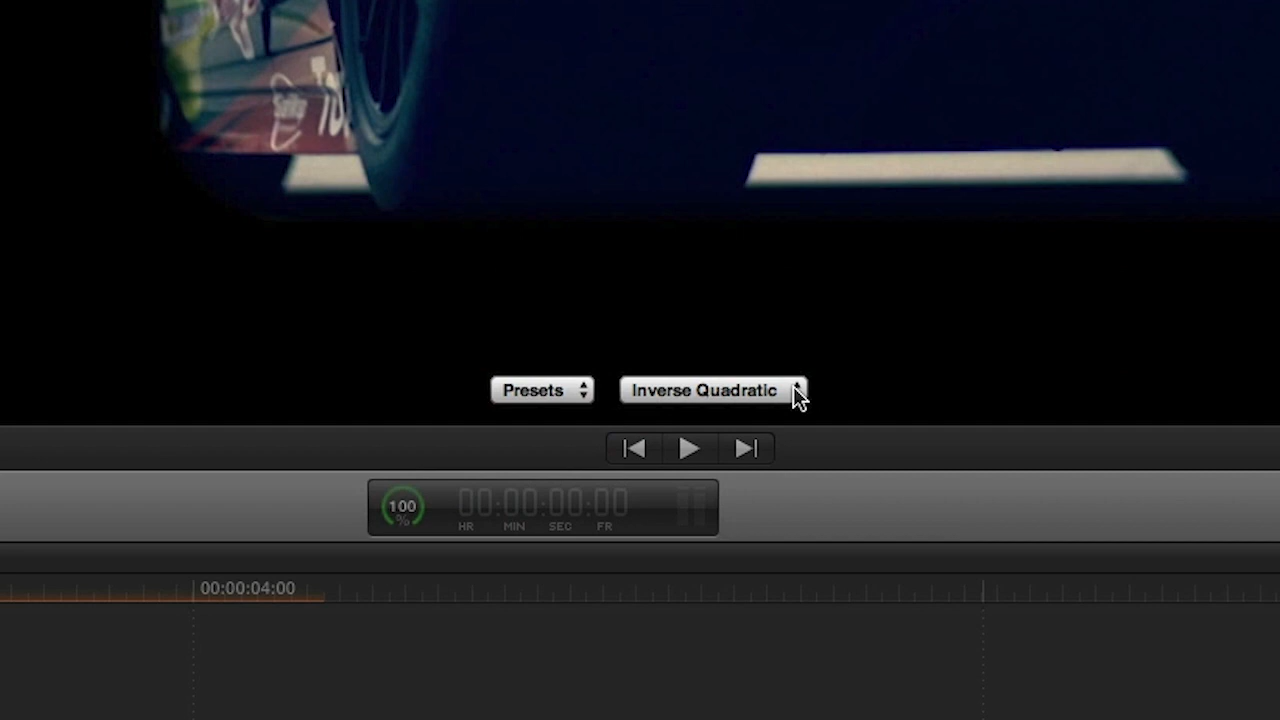 Presets
Inverse Quadratic
100
%
00:00:00:00
HR MIN SEC FR
00:00:04:00